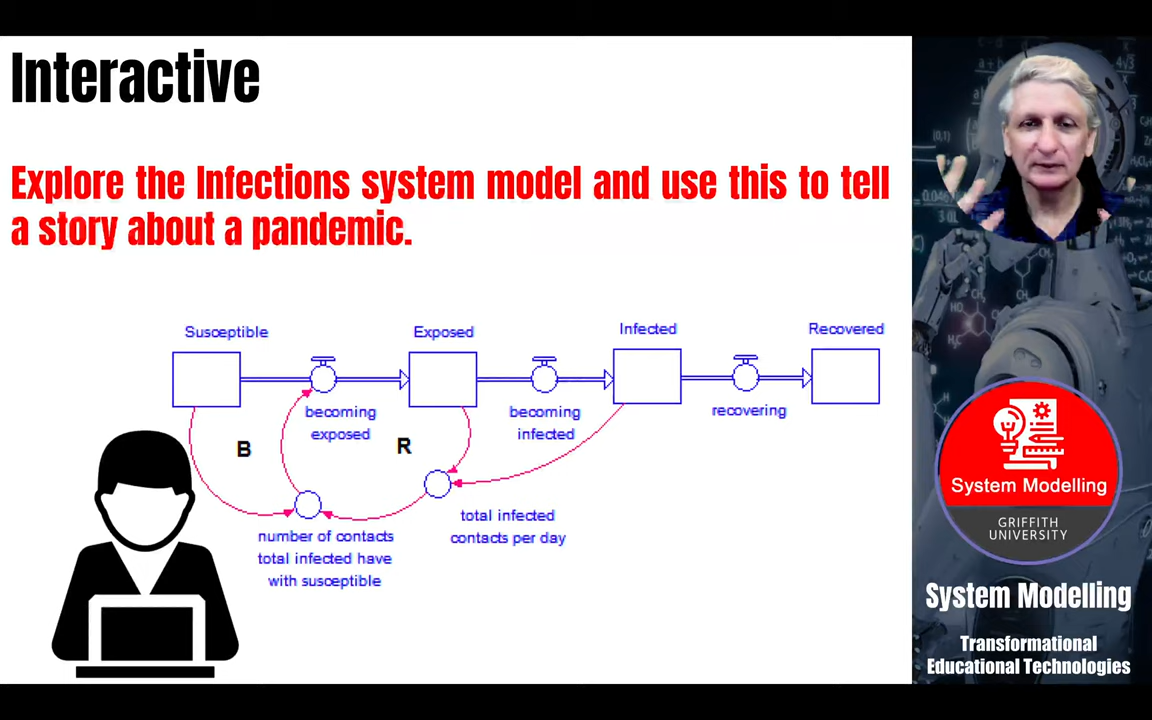 Interactive
Explore the Infections system model and use this to tell
a story about a pandemic.
Susceptible
Exposed
Infected
Recovered
becoming
exposed
becoming
infected
recovering
B
R
number of contacts
total infected have
with susceptible
total infected
contacts per day
System Modelling
GRIFFITH
UNIVERSITY
System Modelling
Transformational
Educational Technologies